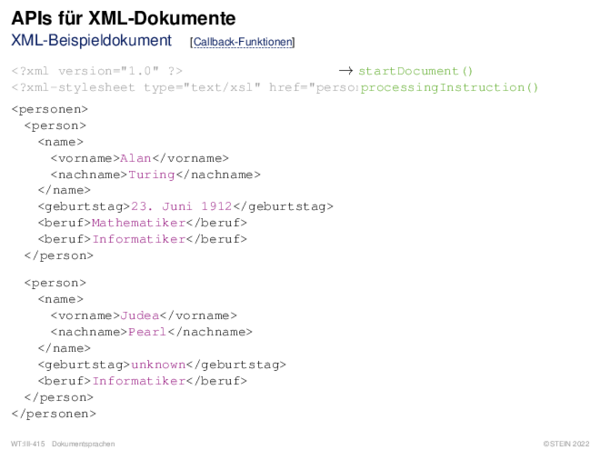 APIs für XML-Dokumente
XML-Beispieldokument [Callback-Funktionen]
<?xml version="1.0" ?> → startDocument()
<?xml-stylesheet type="text/xsl" href="perso processingInstruction()
<personen>
<person>
<name>
<vorname>Alan</vorname>
<nachname>Turing</nachname>
</name>
<geburtstag>23. Juni 1912</geburtstag>
<beruf>Mathematiker</beruf>
<beruf>Informatiker</beruf>
</person>
<person>
<name>
<vorname>Judea</vorname>
<nachname>Pearl</nachname>
</name>
<geburtstag>unknown</geburtstag>
<beruf>Informatiker</beruf>
</person>
</personen>
WT:III-415 Dokumentsprachen ©STEIN 2022